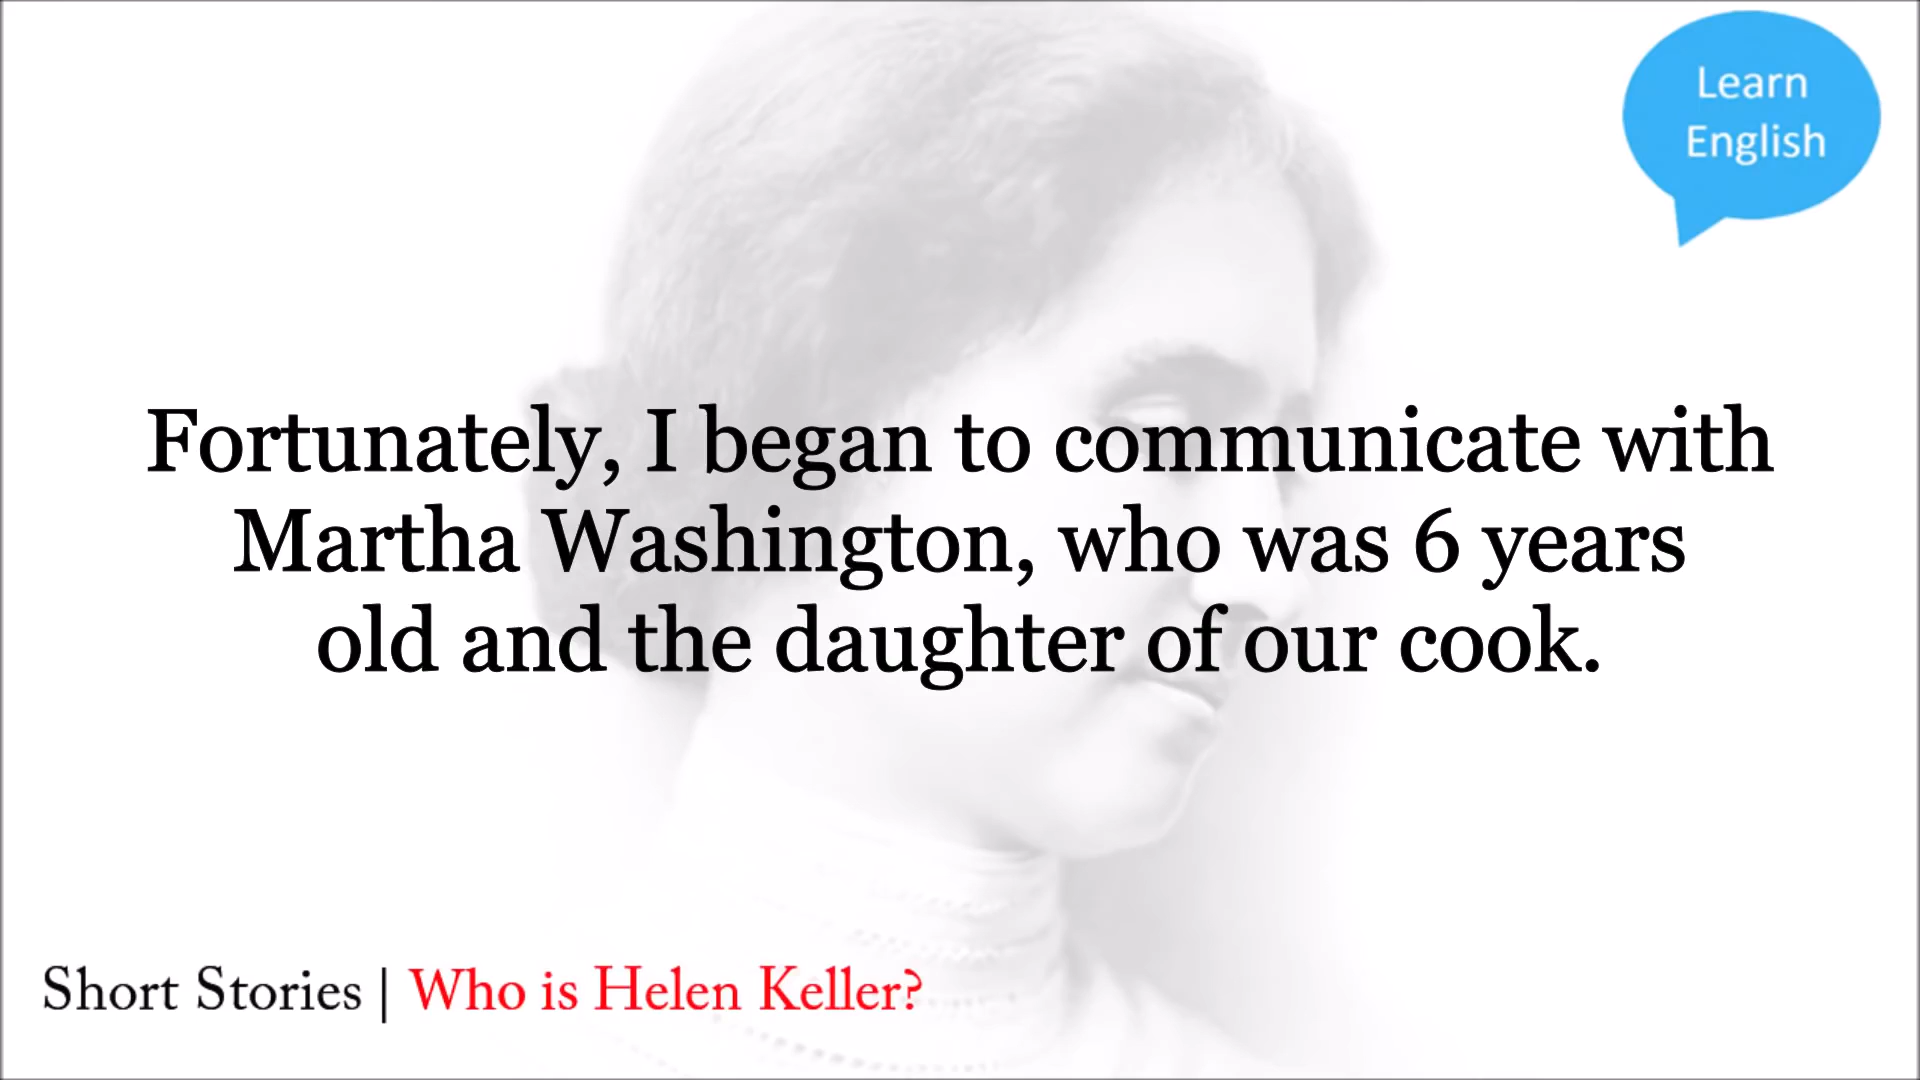 Learn
English
Fortunately, I began to communicate with
Martha Washington, who was 6 years
old and the daughter of our cook.
Short Stories | Who is Helen Keller?